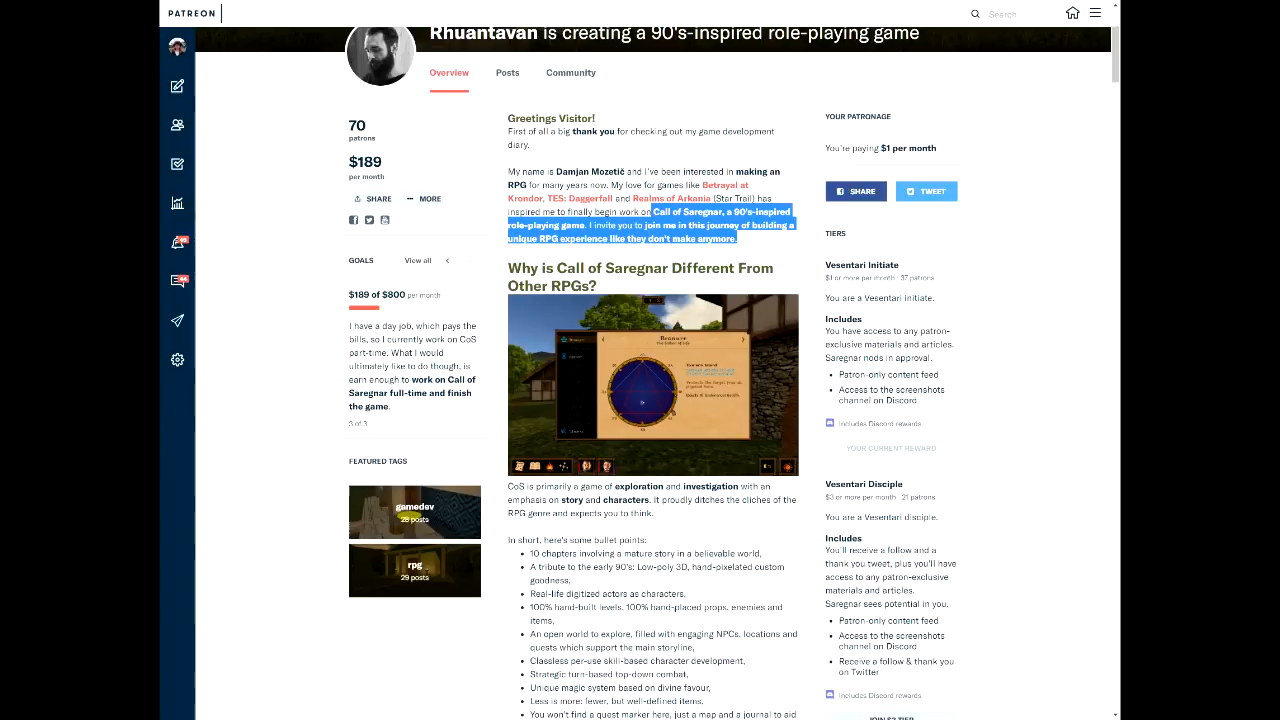 PATREON
Search
Rhuantavan is creating a 90's-inspired role-playing game
Overview
Posts
Community
70
patrons
$189
per month
SHARE
MORE
GOALS
View all
$189 of $800 per month
I have a day job, which pays the
bills, so I currently work on CoS
part-time. What I would
ultimately like to do though, is
earn enough to work on Call of
Saregnar full-time and finish
the game.
3 of 3
FEATURED TAGS
gamedev
28 posts
rpg
29 posts
Greetings Visitor!
First of all a big thank you for checking out my game development
diary.
My name is Damjan Mozetič and I've been interested in making an
RPG for many years now. My love for games like Betrayal at
Krondor, TES: Daggerfall and Realms of Arkania (Star Trail) has
inspired me to finally begin work on Call of Saregnar, a 90's-inspired
role-playing game. I invite you to join me in this journey of building a
unique RPG experience like they don't make anymore.
Why is Call of Saregnar Different From
Other RPGs?
CoS is primarily a game of exploration and investigation with an
emphasis on story and characters. It proudly ditches the cliches of the
RPG genre and expects you to think.
In short, here's some bullet points:
10 chapters involving a mature story in a believable world,
A tribute to the early 90's: Low-poly 3D, hand-pixelated custom
goodness,
Real-life digitized actors as characters,
100% hand-built levels. 100% hand-placed props, enemies and
items,
An open world to explore, filled with engaging NPCs, locations and
quests which support the main storyline,
Classless per-use skill-based character development,
Strategic turn-based top-down combat,
Unique magic system based on divine favour,
Less is more: fewer, but well-defined items.
You won't find a quest marker here, just a map and a journal to aid
YOUR PATRONAGE
You're paying $1 per month
SHARE
TWEET
TIERS
Vesentari Initiate
$1 or more per month · 37 patrons
You are a Vesentari initiate.
Includes
You have access to any patron-
exclusive materials and articles.
Saregnar nods in approval.
Patron-only content feed
Access to the screenshots
channel on Discord
Includes Discord rewards
YOUR CURRENT REWARD
Vesentari Disciple
$3 or more per month · 21 patrons
You are a Vesentari disciple.
Includes
You'll receive a follow and a
thank you tweet, plus you'll have
access to any patron-exclusive
materials and articles.
Saregnar sees potential in you.
Patron-only content feed
Access to the screenshots
channel on Discord
Receive a follow & thank you
on Twitter
Includes Discord rewards